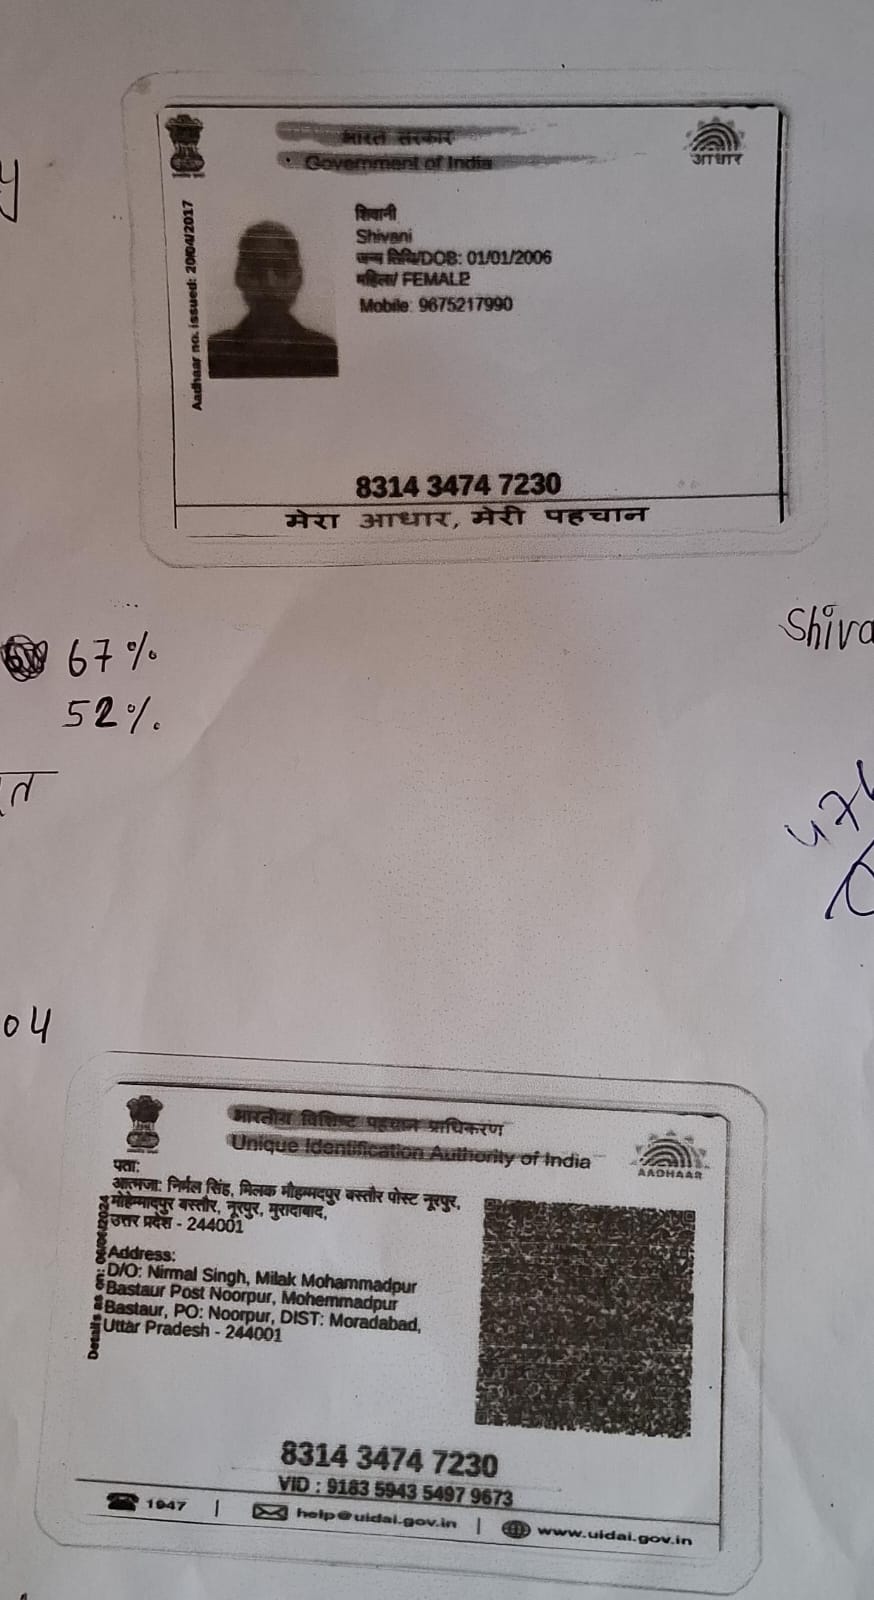 भारत सरकार
Government of India
आधार
Aadhaar no. issued: 20/04/2017
शिवानी
Shivani
जन्म तिथि/DOB: 01/01/2006
महिला/ FEMALE
Mobile: 9675217990
8314 3474 7230
मेरा आधार, मेरी पहचान
67%
52%.
04
भारतीय विशिष्ट पहचान प्राधिकरण
Unique Identification Authority of India
AADHAAR
पता:
आत्मजा: निर्मल सिंह, मिलक मौहम्मदपुर बस्तौर पोस्ट नूरपुर,
मोहेम्मादपुर बस्तौर, नूरपुर, मुरादाबाद,
उत्तर प्रदेश - 244001
Details as on:
Address:
D/O: Nirmal Singh, Milak Mohammadpur
Bastaur Post Noorpur, Mohemmadpur
Bastaur, PO: Noorpur, DIST: Moradabad,
Uttar Pradesh - 244001
8314 3474 7230
VID : 9183 5943 5497 9673
1947 | help@uidai.gov.in | www.uidai.gov.in